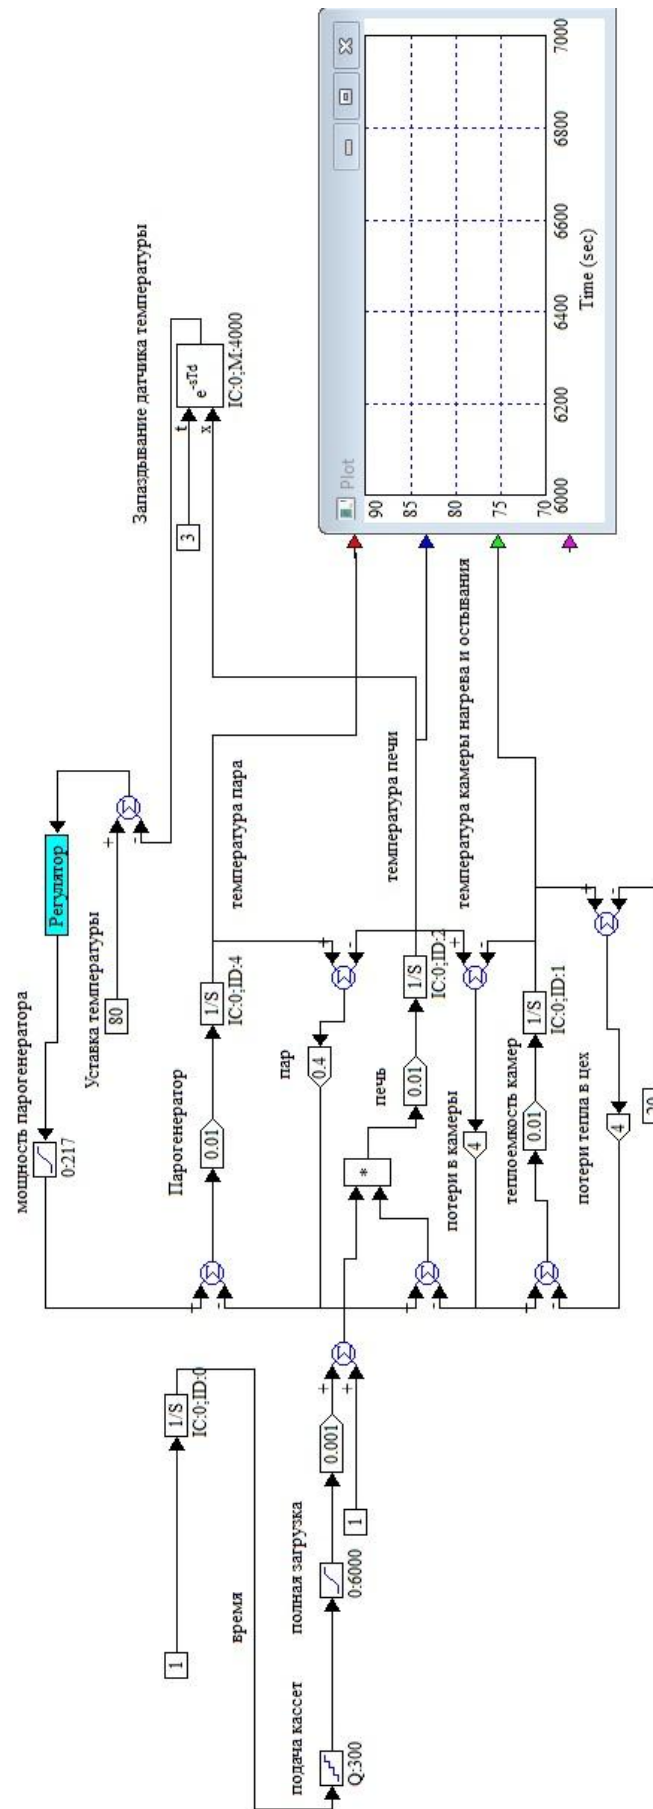 мощность парогенератора
0:217
Регулятор
Уставка температуры
80
+
-
Σ
Запаздывание датчика температуры
3
t
x
e^-sTd
IC:0;M:4000
1
1/S
IC:0;ID:0
время
Парогенератор
+
-
Σ
0.01
1/S
IC:0;ID:4
температура пара
пар
0.4
+
-
Σ
подача кассет
Q:300
полная загрузка
0:6000
0.001
1
+
+
Σ
*
печь
0.01
1/S
IC:0;ID:2
температура печи
+
-
Σ
потери в камеры
4
+
-
Σ
теплоемкость камер
+
-
Σ
0.01
1/S
IC:0;ID:1
температура камеры нагрева и остывания
потери тепла в цех
4
+
-
Σ
Plot
90
85
80
75
70
6000
6200
6400
6600
6800
7000
Time (sec)